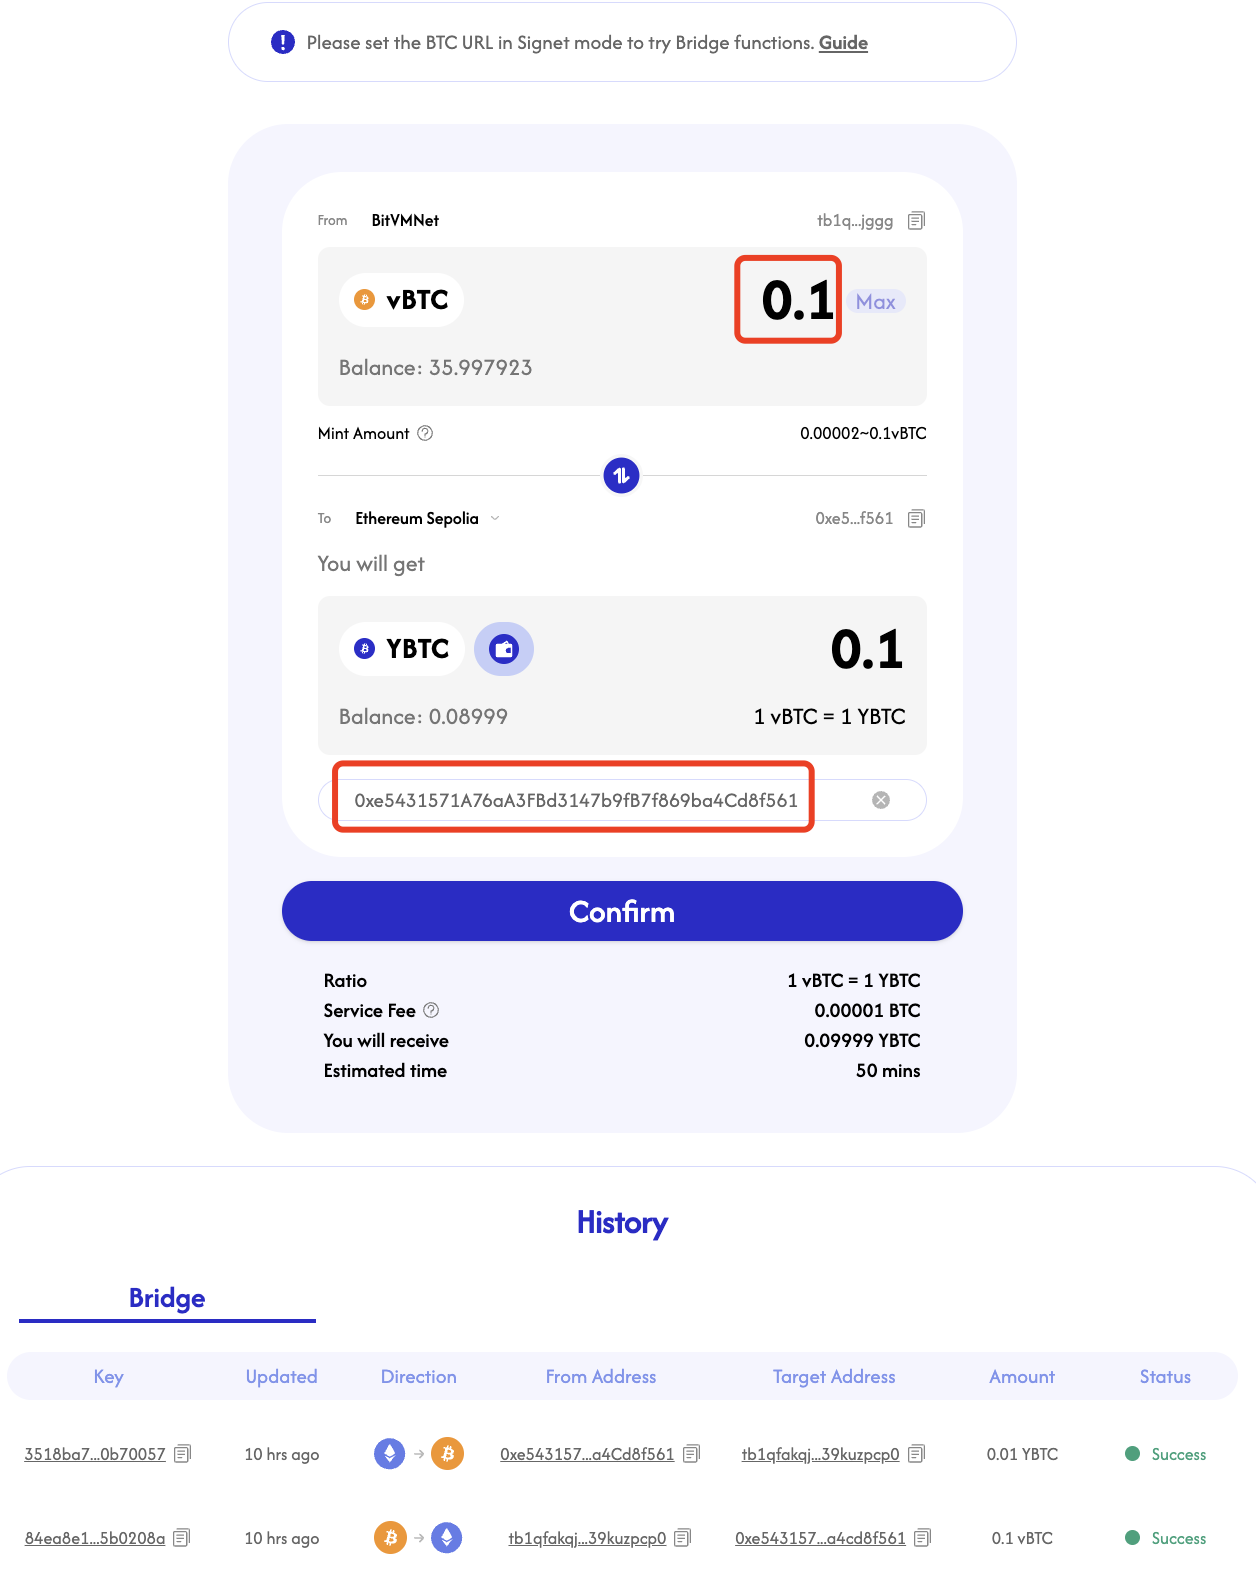 Please set the BTC URL in Signet mode to try Bridge functions. Guide
From BitVMNet tb1q...jggg
vBTC 0.1 Max
Balance: 35.997923
Mint Amount 0.00002~0.1vBTC
To Ethereum Sepolia 0xe5...f561
You will get
YBTC 0.1
Balance: 0.08999 1 vBTC = 1 YBTC
0xe5431571A76aA3FBd3147b9fB7f869ba4Cd8f561
Confirm
Ratio 1 vBTC = 1 YBTC
Service Fee 0.00001 BTC
You will receive 0.09999 YBTC
Estimated time 50 mins
History
Bridge
Key Updated Direction From Address Target Address Amount Status
3518ba7...0b70057 10 hrs ago 0xe543157...a4Cd8f561 tb1qfakqj...39kuzpcp0 0.01 YBTC Success
84ea8e1...5b0208a 10 hrs ago tb1qfakqj...39kuzpcp0 0xe543157...a4cd8f561 0.1 vBTC Success